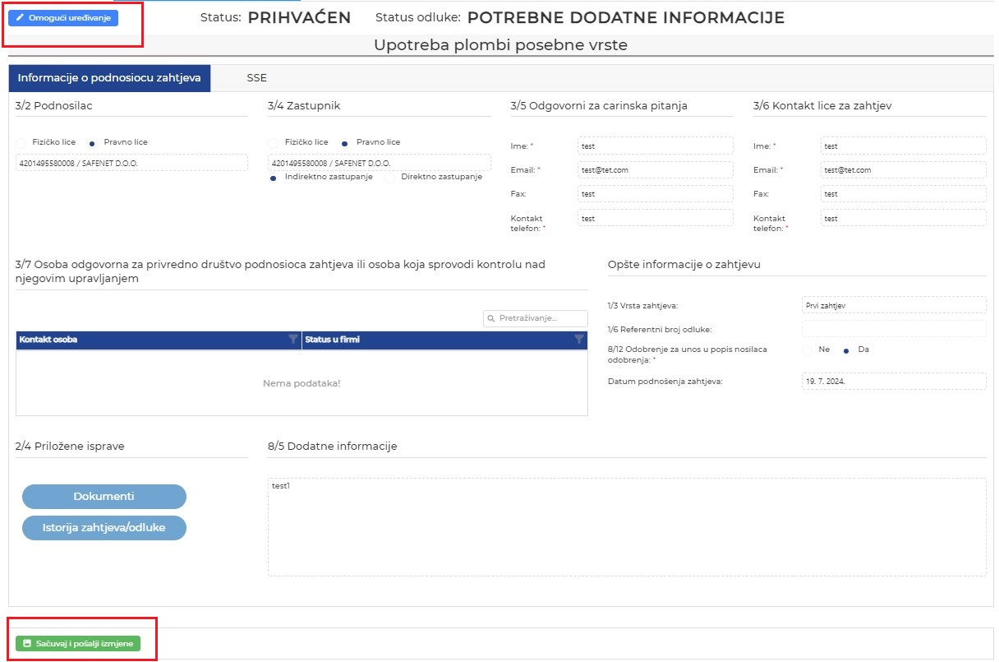 Omogući uređivanje
Status: PRIHVAĆEN Status odluke: POTREBNE DODATNE INFORMACIJE
Upotreba plombi posebne vrste
Informacije o podnosiocu zahtjeva SSE
3/2 Podnosilac
Fizičko lice Pravno lice
4201495580008 / SAFENET D.O.O.
3/4 Zastupnik
Fizičko lice Pravno lice
4201495580008 / SAFENET D.O.O.
Indirektno zastupanje Direktno zastupanje
3/5 Odgovorni za carinska pitanja
Ime: * test
Email: * test@tet.com
Fax: test
Kontakt
telefon: * test
3/6 Kontakt lice za zahtjev
Ime: * test
Email: * test@tet.com
Fax: test
Kontakt
telefon: * test
3/7 Osoba odgovorna za privredno društvo podnosioca zahtjeva ili osoba koja sprovodi kontrolu nad
njegovim upravljanjem
Pretraživanje...
Kontakt osoba Status u firmi
Nema podataka!
Opšte informacije o zahtjevu
1/3 Vrsta zahtjeva: Prvi zahtjev
1/6 Referentni broj odluke:
8/12 Odobrenje za unos u popis nosilaca
odobrenja: * Ne Da
Datum podnošenja zahtjeva: 19. 7. 2024.
2/4 Priložene isprave
Dokumenti
Istorija zahtjeva/odluke
8/5 Dodatne informacije
test1
Sačuvaj i pošalji izmjene